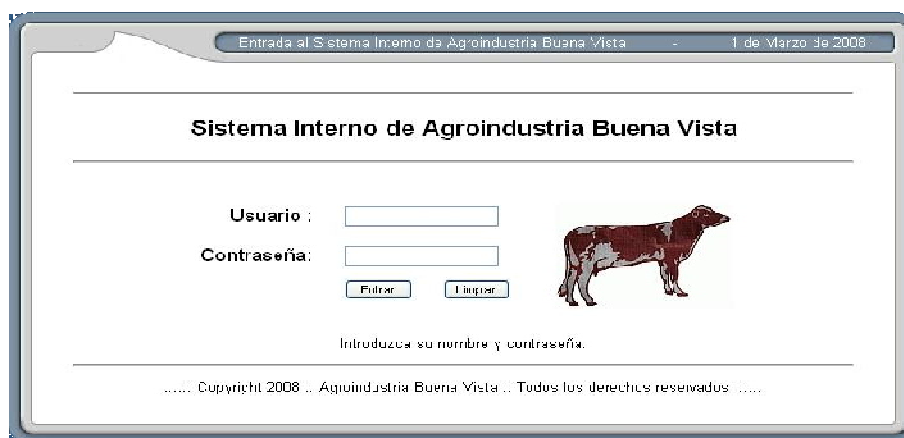 Entrada al Sistema Interno de Agroindustria Buena Vista - 1 de Marzo de 2008
Sistema Interno de Agroindustria Buena Vista
Usuario :
Contraseña:
Entrar Limpiar
Introduzca su nombre y contraseña.
...... Copyright 2008 .. Agroindustria Buena Vista .. Todos los derechos reservados ......